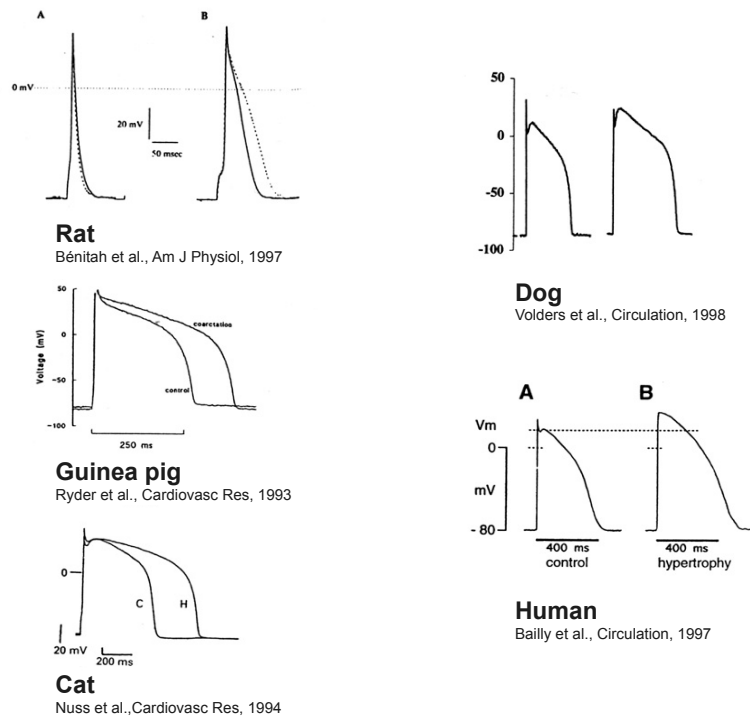 A
B
0 mV
20 mV
50 msec
Rat
Bénitah et al., Am J Physiol, 1997
50
0
-50
-100
Dog
Volders et al., Circulation, 1998
50
0
-50
-100
Voltage (mV)
coarctation
control
250 ms
Guinea pig
Ryder et al., Cardiovasc Res, 1993
A
B
Vm
0
mV
- 80
400 ms
control
400 ms
hypertrophy
Human
Bailly et al., Circulation, 1997
0
C
H
20 mV
200 ms
Cat
Nuss et al.,Cardiovasc Res, 1994